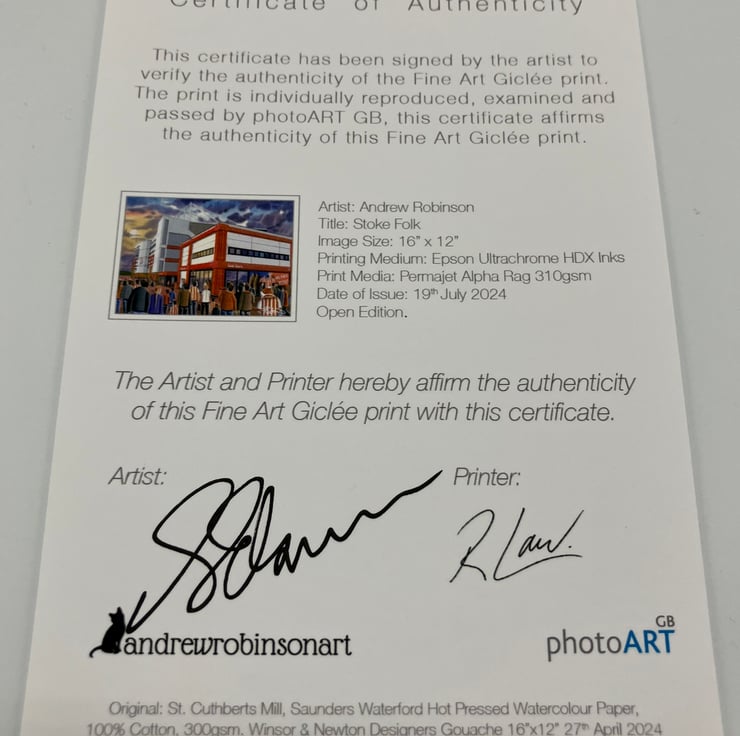 Certificate of Authenticity
This certificate has been signed by the artist to
verify the authenticity of the Fine Art Giclée print.
The print is individually reproduced, examined and
passed by photoART GB, this certificate affirms
the authenticity of this Fine Art Giclée print.
Artist: Andrew Robinson
Title: Stoke Folk
Image Size: 16” x 12”
Printing Medium: Epson Ultrachrome HDX Inks
Print Media: Permajet Alpha Rag 310gsm
Date of Issue: 19th July 2024
Open Edition.
The Artist and Printer hereby affirm the authenticity
of this Fine Art Giclée print with this certificate.
Artist:
Printer:
R Law.
andrewrobinsonart
photoART GB
Original: St. Cuthberts Mill, Saunders Waterford Hot Pressed Watercolour Paper,
100% Cotton, 300gsm. Winsor & Newton Designers Gouache 16"x12" 27th April 2024